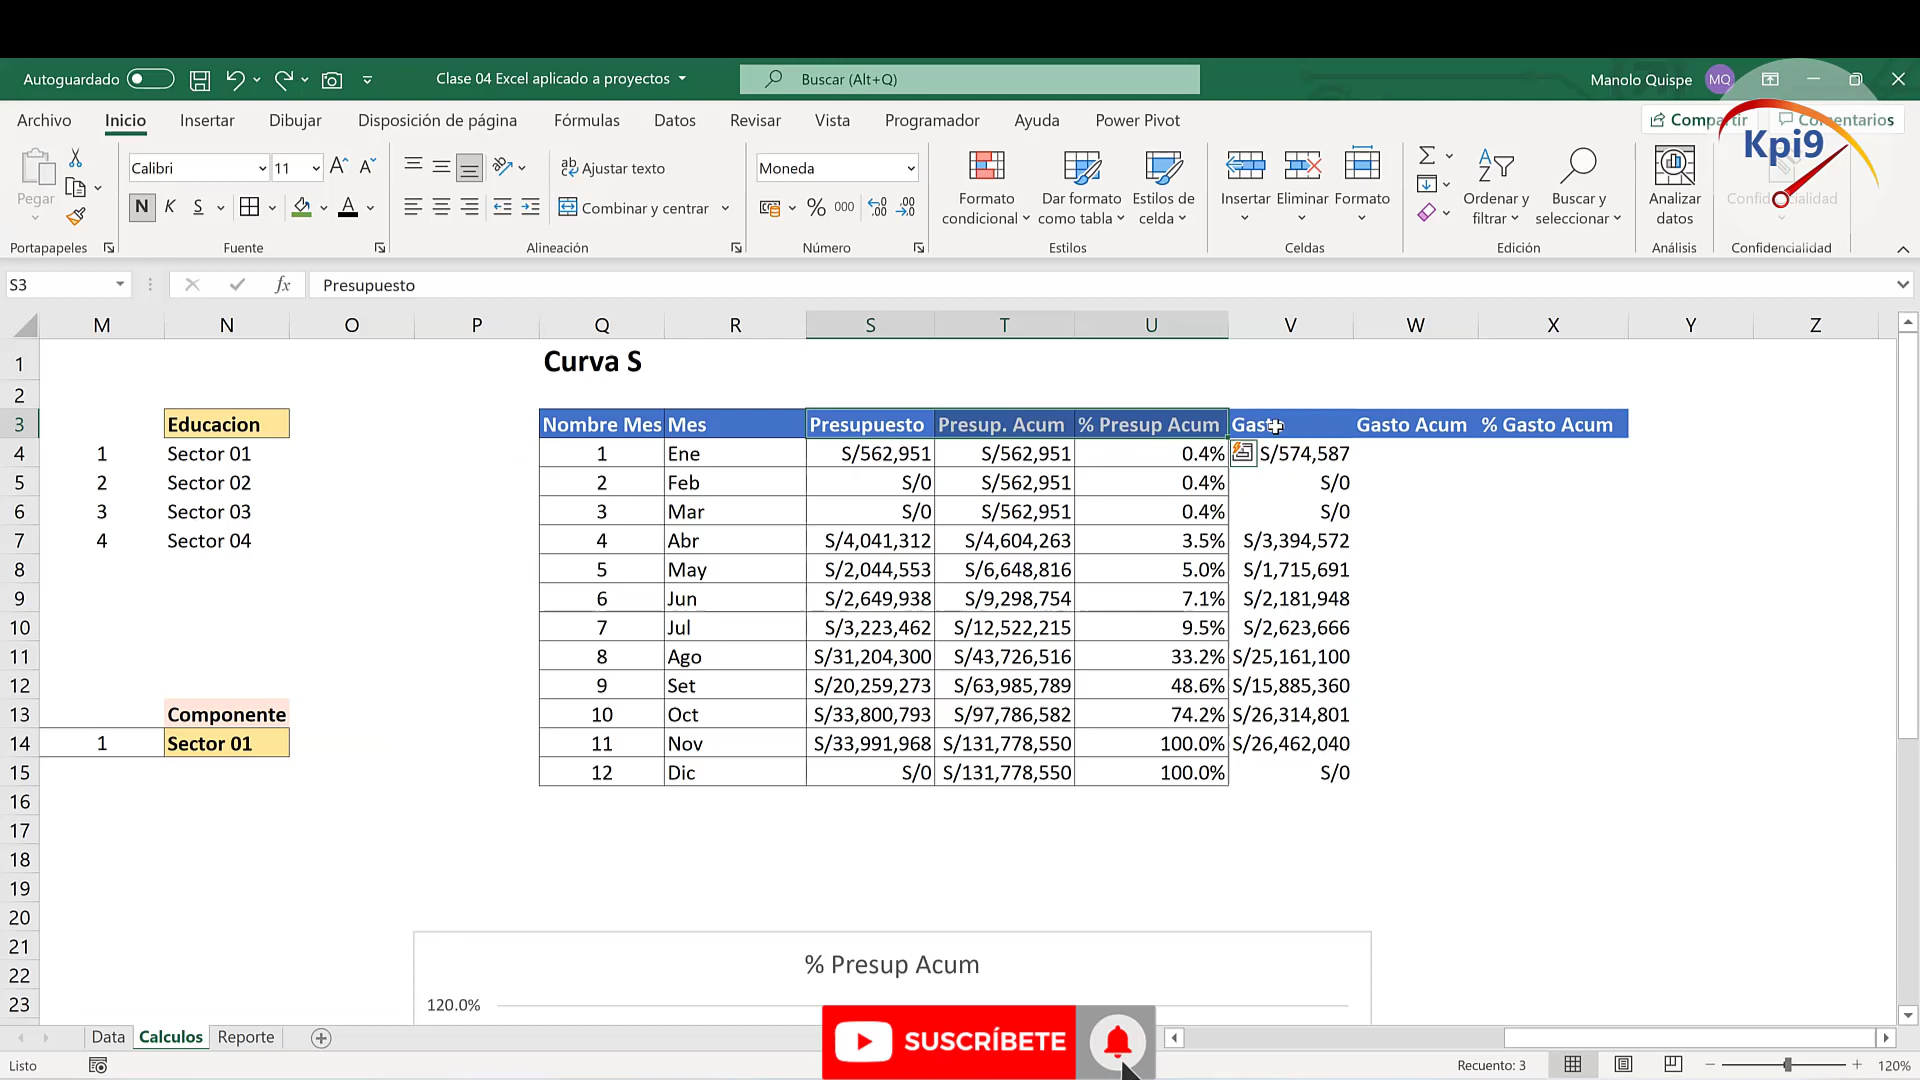 Autoguardado
Clase 04 Excel aplicado a proyectos
Buscar (Alt+Q)
Manolo Quispe MQ
Archivo Inicio Insertar Dibujar Disposición de página Fórmulas Datos Revisar Vista Programador Ayuda Power Pivot
Compartir Comentarios
Kpi9
Pegar
Calibri 11
N K S
Ajustar texto
Combinar y centrar
Moneda
% 000
Formato condicional
Dar formato como tabla
Estilos de celda
Insertar Eliminar Formato
Ordenar y filtrar
Buscar y seleccionar
Analizar datos
Confidencialidad
Portapapeles Fuente Alineación Número Estilos Celdas Edición Análisis Confidencialidad
S3 fx Presupuesto
M N O P Q R S T U V W X Y Z
1 Curva S
2
3 Educacion Nombre Mes Mes Presupuesto Presup. Acum % Presup Acum Gasto Gasto Acum % Gasto Acum
4 1 Sector 01 1 Ene S/562,951 S/562,951 0.4% S/574,587
5 2 Sector 02 2 Feb S/0 S/562,951 0.4% S/0
6 3 Sector 03 3 Mar S/0 S/562,951 0.4% S/0
7 4 Sector 04 4 Abr S/4,041,312 S/4,604,263 3.5% S/3,394,572
8 5 May S/2,044,553 S/6,648,816 5.0% S/1,715,691
9 6 Jun S/2,649,938 S/9,298,754 7.1% S/2,181,948
10 7 Jul S/3,223,462 S/12,522,215 9.5% S/2,623,666
11 8 Ago S/31,204,300 S/43,726,516 33.2% S/25,161,100
12 9 Set S/20,259,273 S/63,985,789 48.6% S/15,885,360
13 Componente 10 Oct S/33,800,793 S/97,786,582 74.2% S/26,314,801
14 1 Sector 01 11 Nov S/33,991,968 S/131,778,550 100.0% S/26,462,040
15 12 Dic S/0 S/131,778,550 100.0% S/0
16
17
18
19
20
21
22 % Presup Acum
23 120.0%
SUSCRÍBETE
Data Calculos Reporte
Listo
Recuento: 3
120%